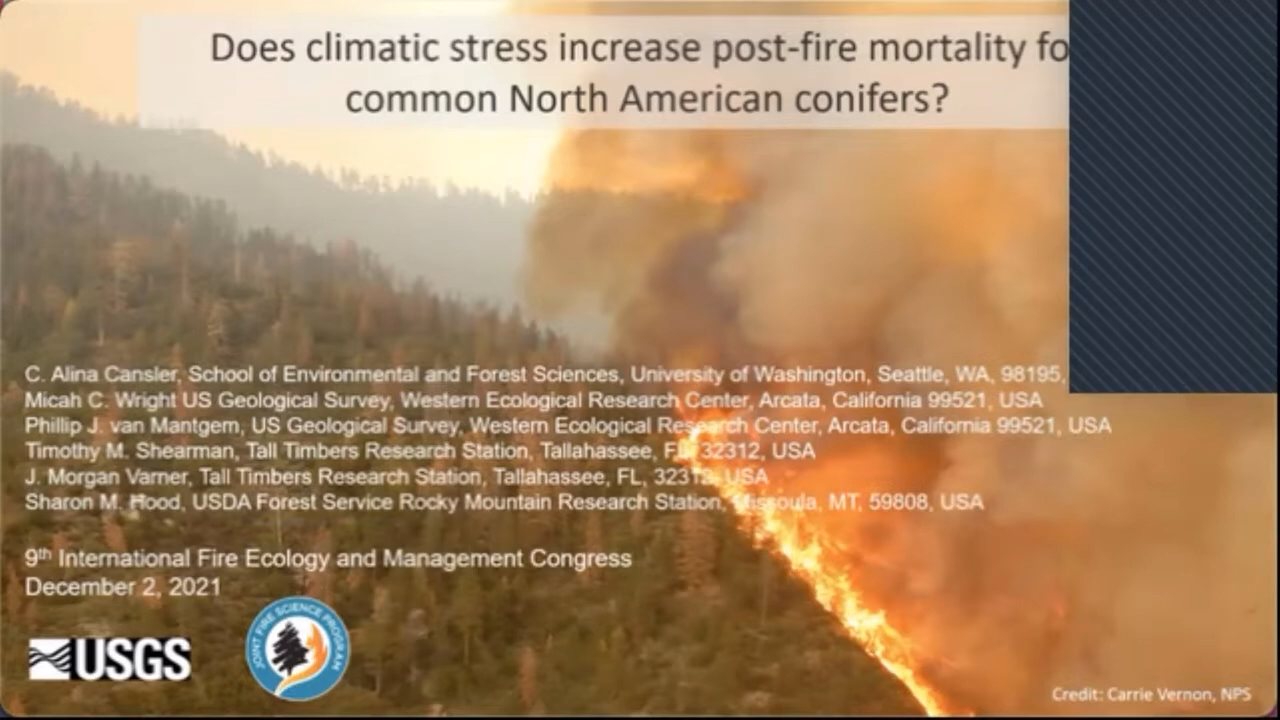 Does climatic stress increase post-fire mortality fo
common North American conifers?
C. Alina Cansler, School of Environmental and Forest Sciences, University of Washington, Seattle, WA, 98195,
Micah C. Wright US Geological Survey, Western Ecological Research Center, Arcata, California 99521, USA
Phillip J. van Mantgem, US Geological Survey, Western Ecological Research Center, Arcata, California 99521, USA
Timothy M. Shearman, Tall Timbers Research Station, Tallahassee, FL, 32312, USA
J. Morgan Varner, Tall Timbers Research Station, Tallahassee, FL, 32312, USA
Sharon M. Hood, USDA Forest Service Rocky Mountain Research Station, Missoula, MT, 59808, USA
9th International Fire Ecology and Management Congress
December 2, 2021
USGS
JOINT FIRE SCIENCE PROGRAM
Credit: Carrie Vernon, NPS